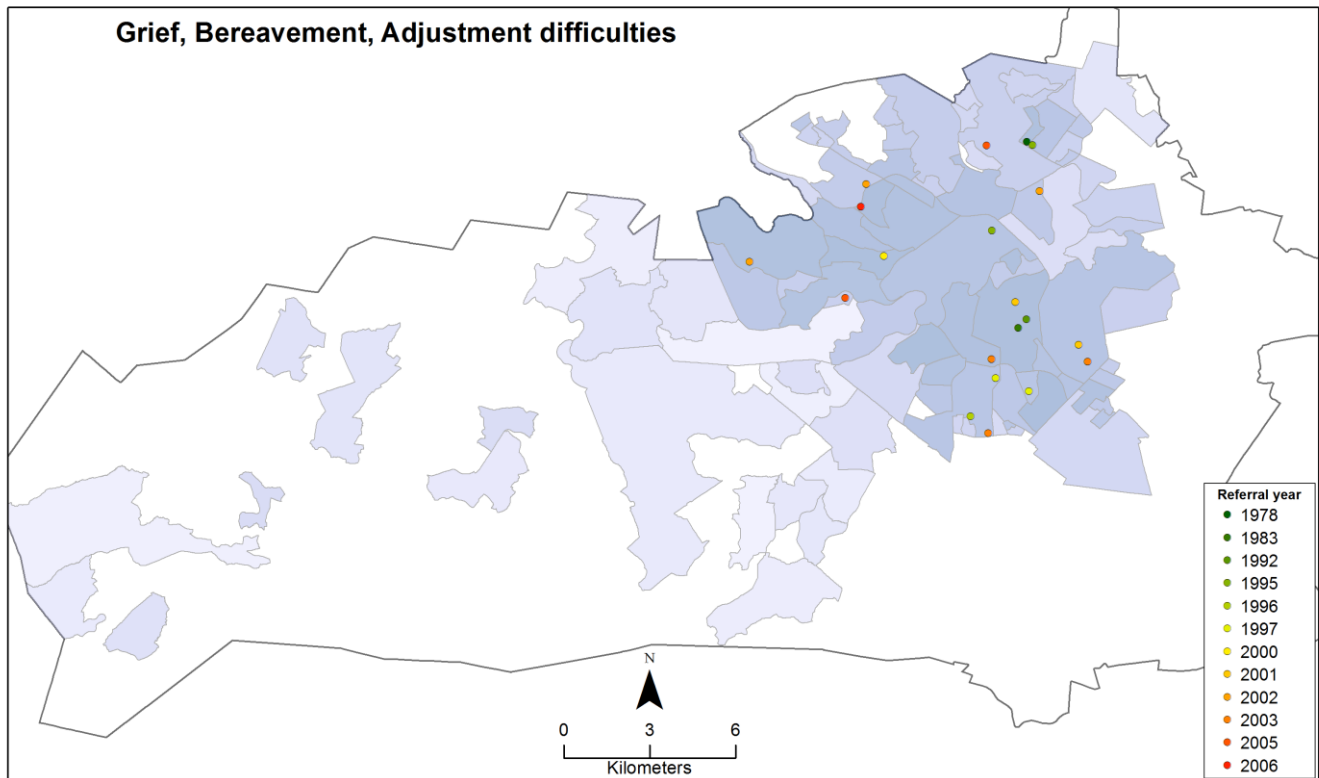 Grief, Bereavement, Adjustment difficulties
Referral year
1978
1983
1992
1995
1996
1997
2000
2001
2002
2003
2005
2006
N
0 3 6
Kilometers